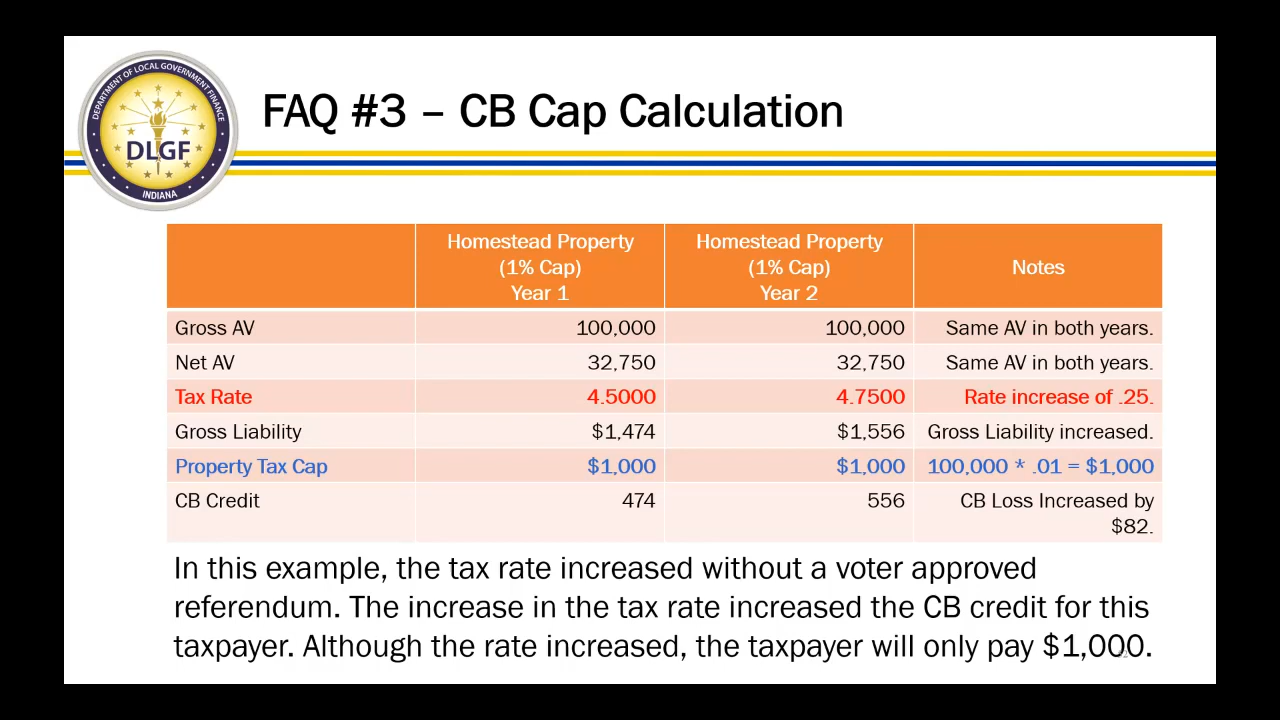 DEPARTMENT OF LOCAL GOVERNMENT FINANCE
DLGF
INDIANA
FAQ #3 – CB Cap Calculation
Homestead Property (1% Cap) Year 1
Homestead Property (1% Cap) Year 2
Notes
Gross AV 100,000 100,000 Same AV in both years.
Net AV 32,750 32,750 Same AV in both years.
Tax Rate 4.5000 4.7500 Rate increase of .25.
Gross Liability $1,474 $1,556 Gross Liability increased.
Property Tax Cap $1,000 $1,000 100,000 * .01 = $1,000
CB Credit 474 556 CB Loss Increased by
$82.
In this example, the tax rate increased without a voter approved
referendum. The increase in the tax rate increased the CB credit for this
taxpayer. Although the rate increased, the taxpayer will only pay $1,000.